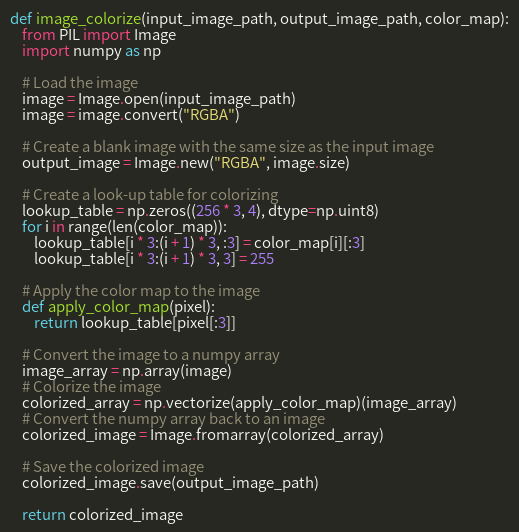 def image_colorize(input_image_path, output_image_path, color_map):
    from PIL import Image
    import numpy as np

    # Load the image
    image = Image.open(input_image_path)
    image = image.convert("RGBA")

    # Create a blank image with the same size as the input image
    output_image = Image.new("RGBA", image.size)

    # Create a look-up table for colorizing
    lookup_table = np.zeros((256 * 3, 4), dtype=np.uint8)
    for i in range(len(color_map)):
        lookup_table[i * 3:(i + 1) * 3, :3] = color_map[i][:3]
        lookup_table[i * 3:(i + 1) * 3, 3] = 255

    # Apply the color map to the image
    def apply_color_map(pixel):
        return lookup_table[pixel[:3]]

    # Convert the image to a numpy array
    image_array = np.array(image)
    # Colorize the image
    colorized_array = np.vectorize(apply_color_map)(image_array)
    # Convert the numpy array back to an image
    colorized_image = Image.fromarray(colorized_array)

    # Save the colorized image
    colorized_image.save(output_image_path)

    return colorized_image